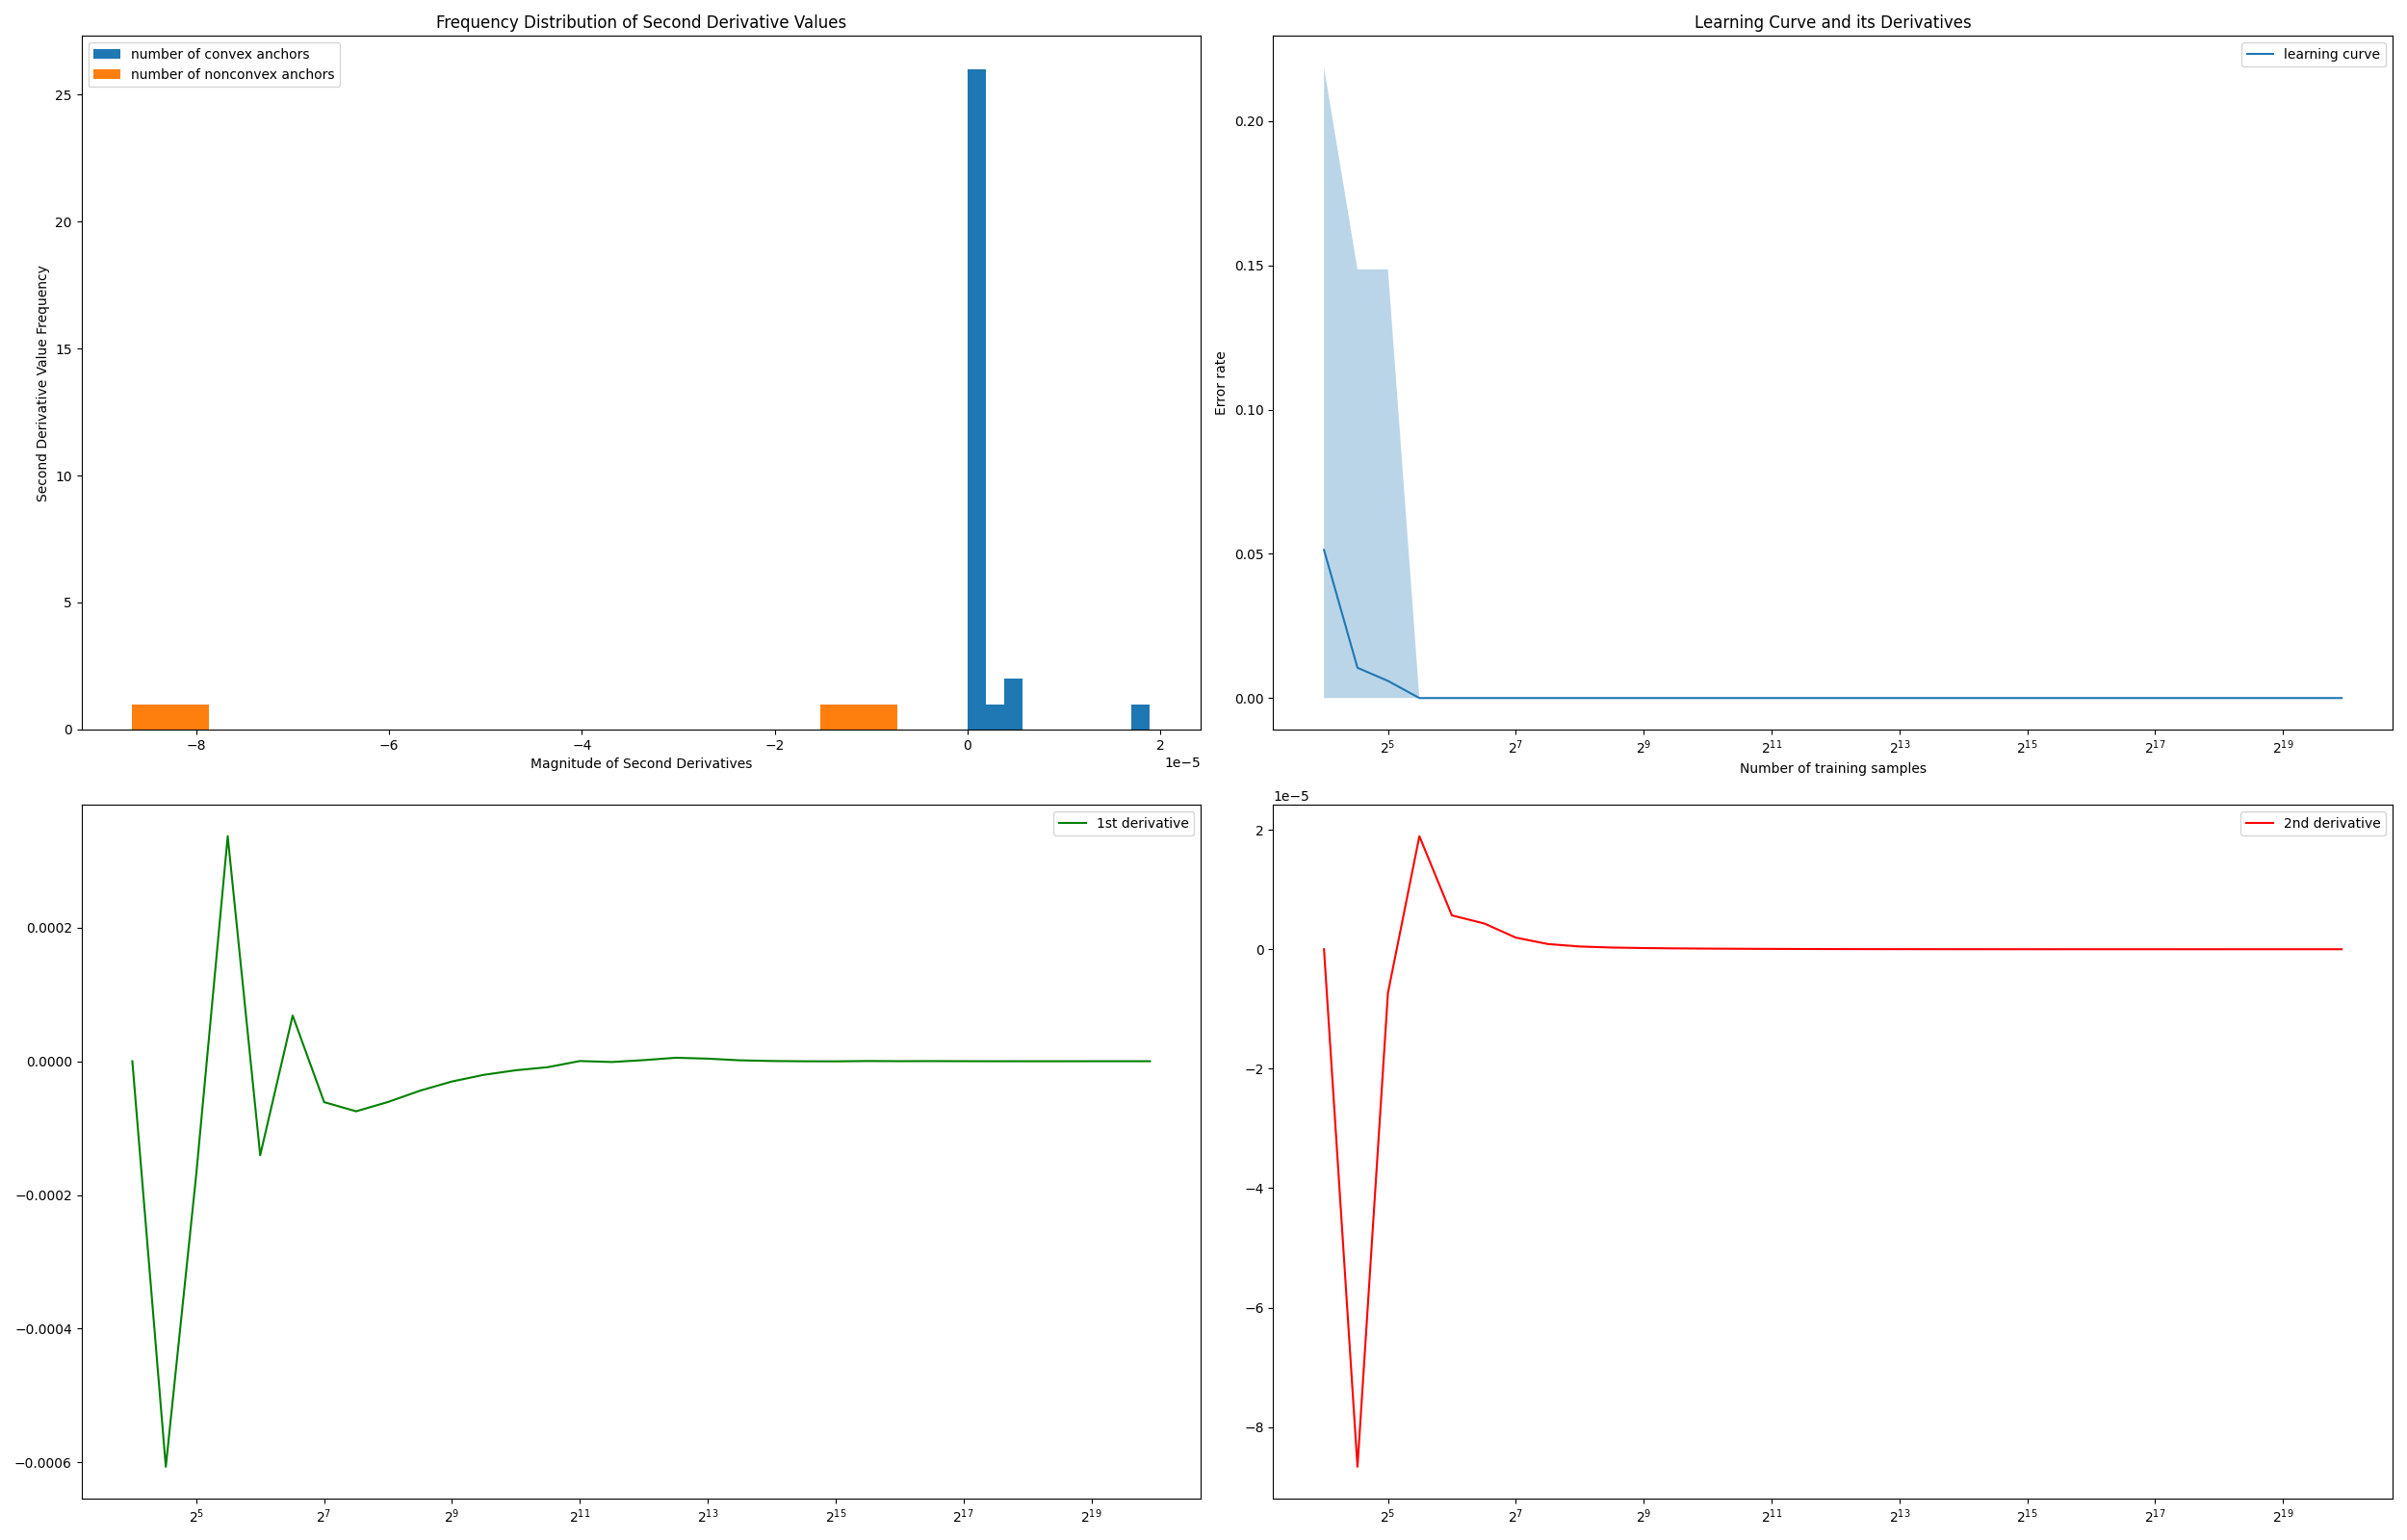 Frequency Distribution of Second Derivative Values
number of convex anchors
number of nonconvex anchors
Second Derivative Value Frequency
25
20
15
10
5
0
−8 −6 −4 −2 0 2
1e−5
Magnitude of Second Derivatives
Learning Curve and its Derivatives
learning curve
Error rate
0.20
0.15
0.10
0.05
0.00
2^5 2^7 2^9 2^11 2^13 2^15 2^17 2^19
Number of training samples
1st derivative
0.0002
0.0000
−0.0002
−0.0004
−0.0006
2^5 2^7 2^9 2^11 2^13 2^15 2^17 2^19
1e−5
2nd derivative
2
0
−2
−4
−6
−8
2^5 2^7 2^9 2^11 2^13 2^15 2^17 2^19